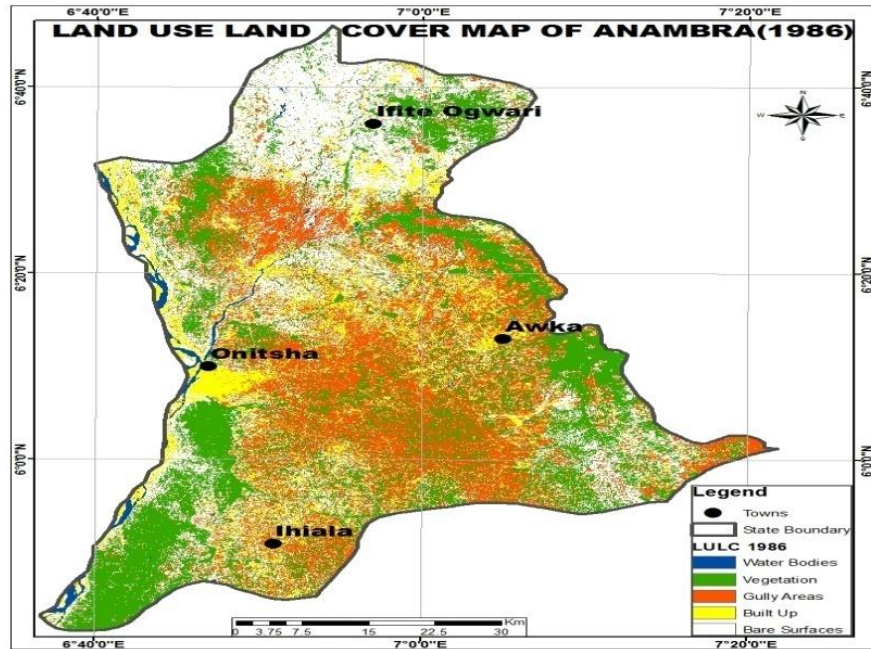 6°40'0"E
7°0'0"E
7°20'0"E
LAND USE LAND COVER MAP OF ANAMBRA(1986)
6°40'0"N
6°40'0"N
Ifite Ogwari
N
W
E
S
6°20'0"N
6°20'0"N
Awka
Onitsha
6°0'0"N
6°0'0"N
Ihiala
Legend
Towns
State Boundary
LULC 1986
Water Bodies
Vegetation
Gully Areas
Built Up
Bare Surfaces
Km
0 3.75 7.5 15 22.5 30
6°40'0"E
7°0'0"E
7°20'0"E